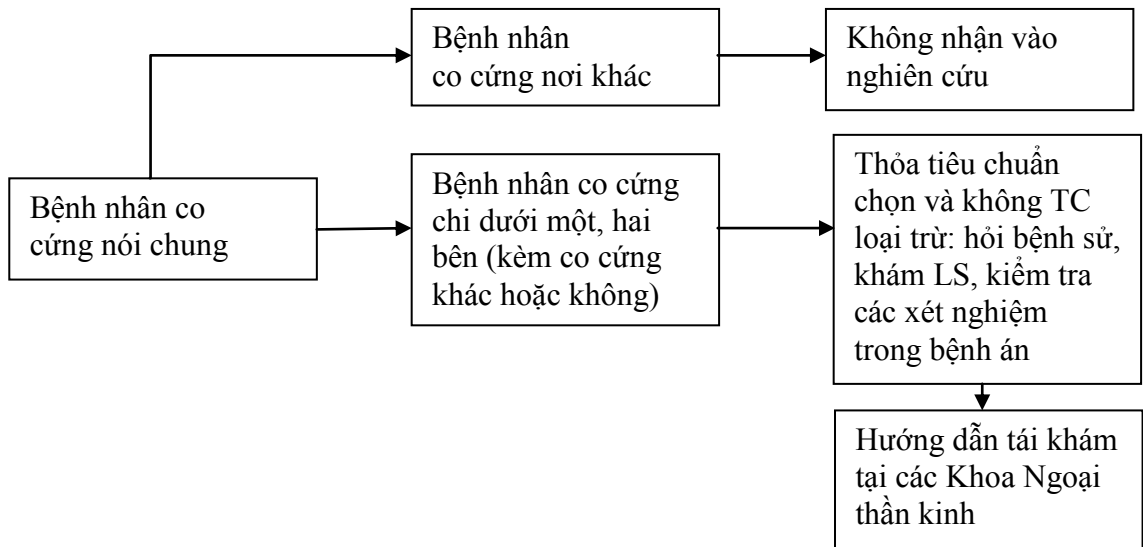 Bệnh nhân
co cứng nơi khác
Không nhận vào
nghiên cứu
Bệnh nhân co
cứng nói chung
Bệnh nhân co cứng
chi dưới một, hai
bên (kèm co cứng
khác hoặc không)
Thỏa tiêu chuẩn
chọn và không TC
loại trừ: hỏi bệnh sử,
khám LS, kiểm tra
các xét nghiệm
trong bệnh án
Hướng dẫn tái khám
tại các Khoa Ngoại
thần kinh